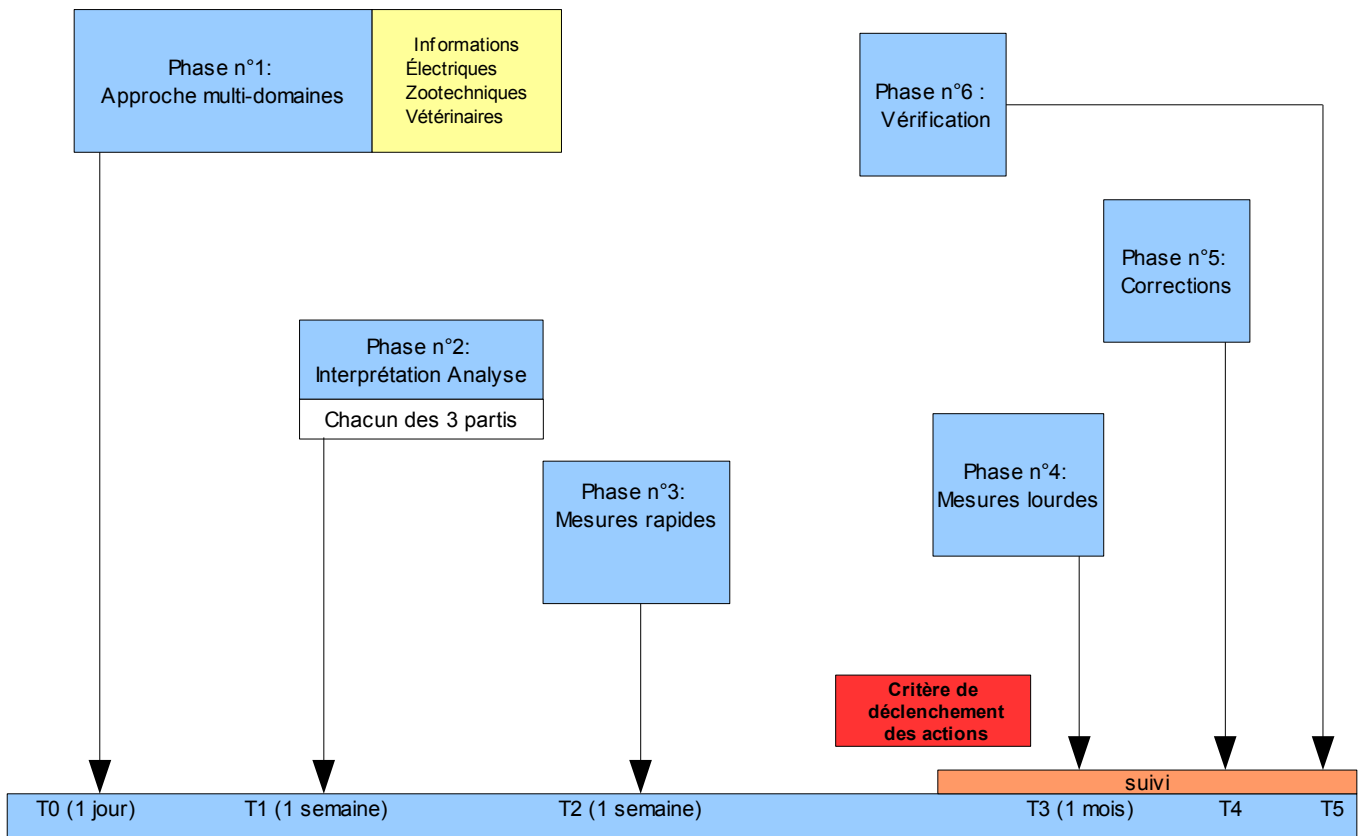 Phase n°1:
Approche multi-domaines
Informations
Électriques
Zootechniques
Vétérinaires
Phase n°6 :
Vérification
Phase n°5:
Corrections
Phase n°2:
Interprétation Analyse
Chacun des 3 partis
Phase n°3:
Mesures rapides
Phase n°4:
Mesures lourdes
Critère de
déclenchement
des actions
suivi
T0 (1 jour)
T1 (1 semaine)
T2 (1 semaine)
T3 (1 mois)
T4
T5